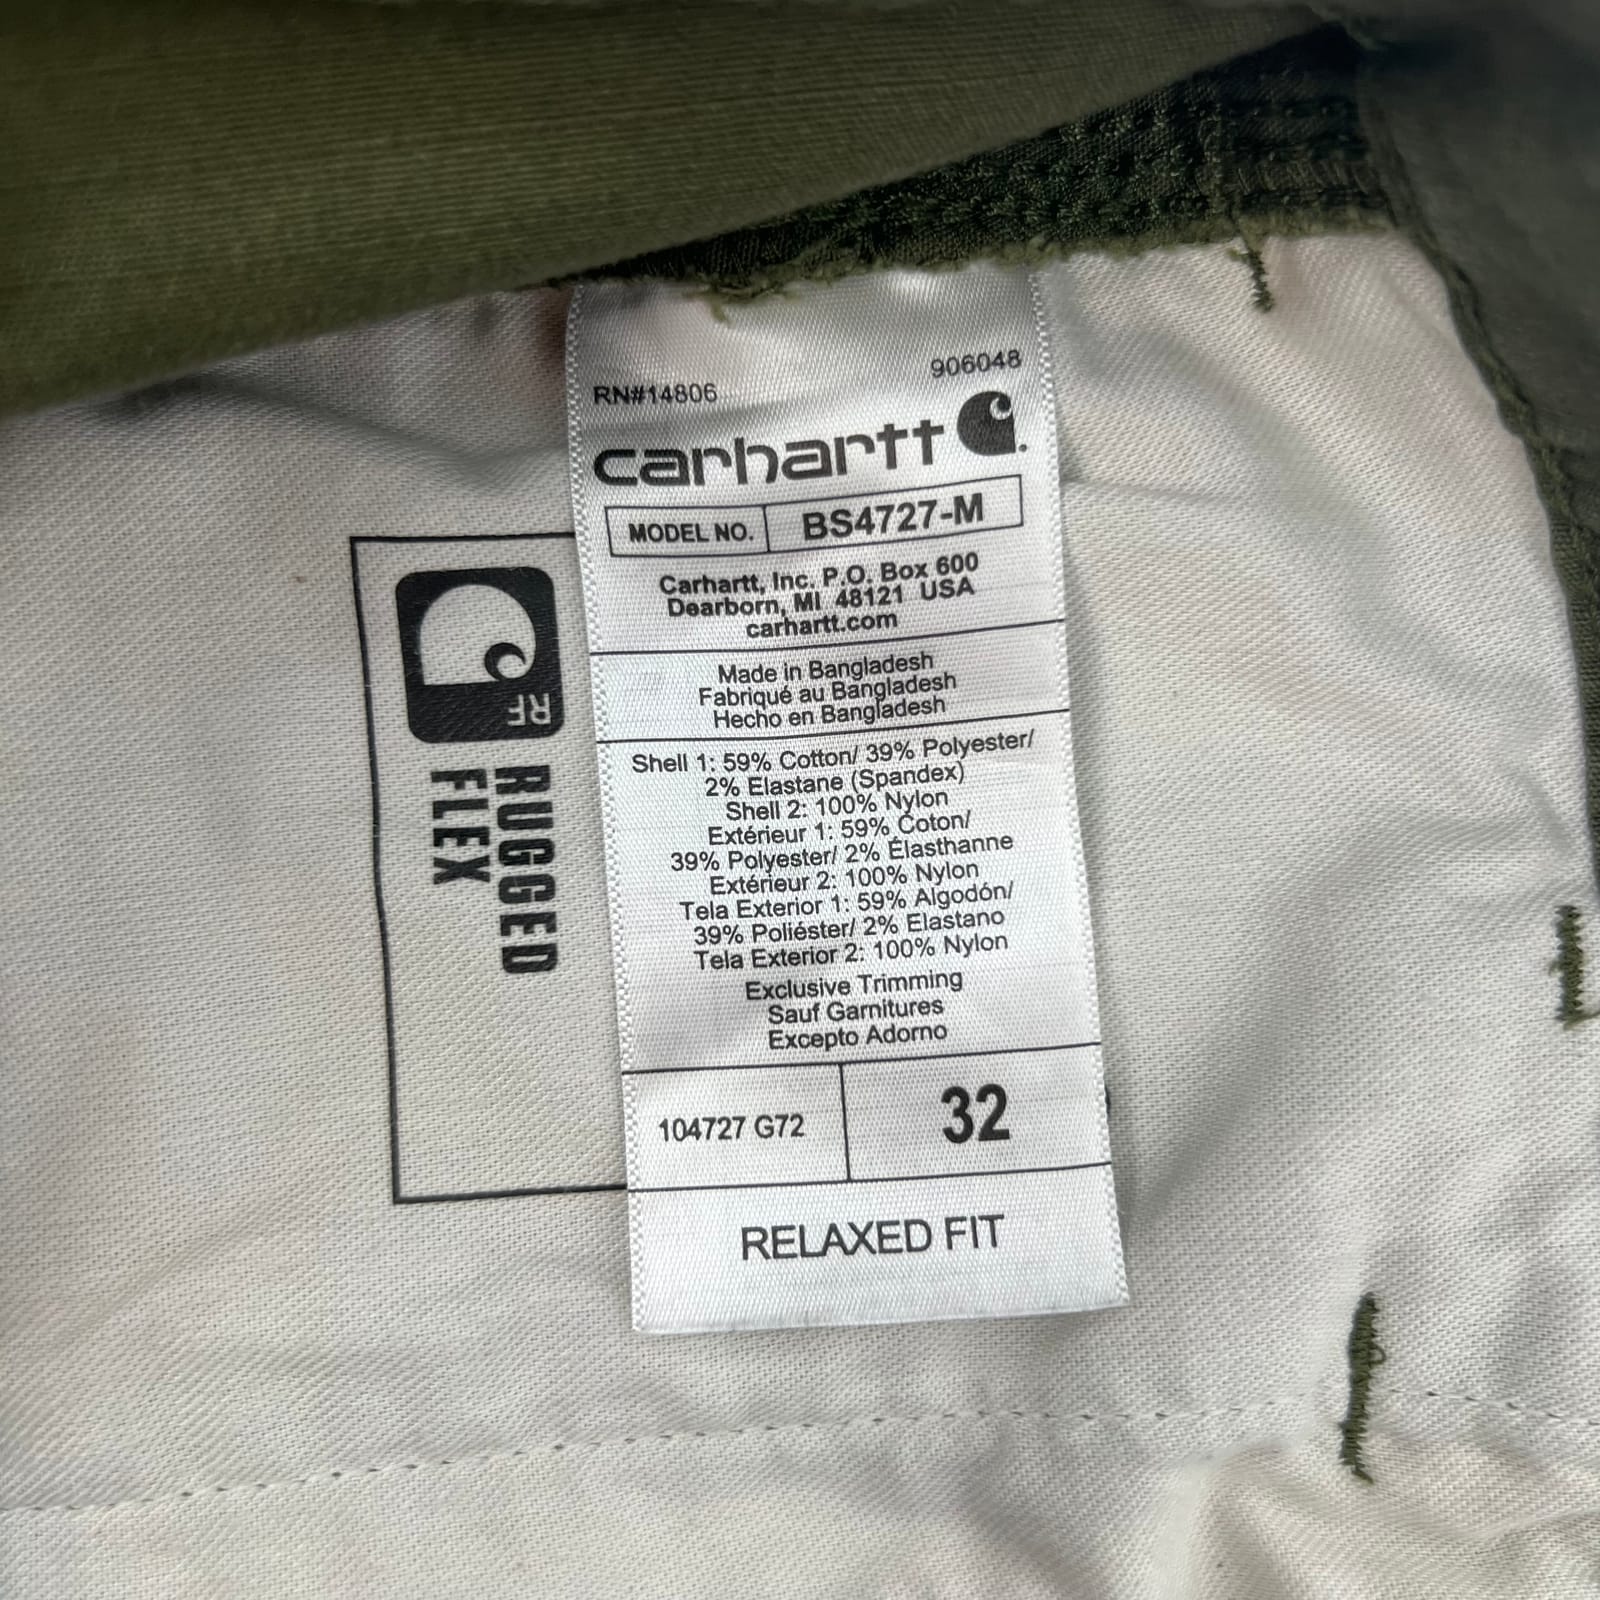 906048
RN#14806
carhartt
MODEL NO. BS4727-M
Carhartt, Inc. P.O. Box 600
Dearborn, MI 48121 USA
carhartt.com
Made in Bangladesh
Fabriqué au Bangladesh
Hecho en Bangladesh
Shell 1: 59% Cotton/ 39% Polyester/
2% Elastane (Spandex)
Shell 2: 100% Nylon
Extérieur 1: 59% Coton/
39% Polyester/ 2% Élasthanne
Extérieur 2: 100% Nylon
Tela Exterior 1: 59% Algodón/
39% Poliéster/ 2% Elastano
Tela Exterior 2: 100% Nylon
Exclusive Trimming
Sauf Garnitures
Excepto Adorno
104727 G72 32
RELAXED FIT
RF
RUGGED
FLEX